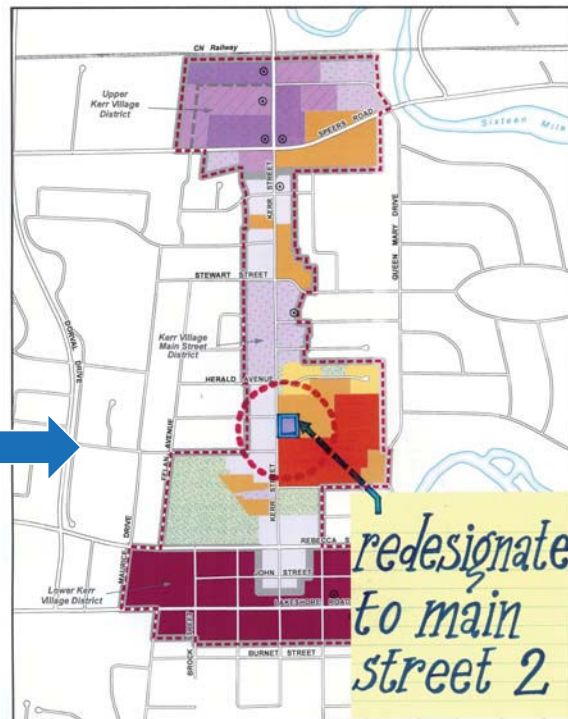 CN Railway
Upper
Kerr Village
District
SPEERS ROAD
Sixteen Mile
KERR STREET
QUEEN MARY DRIVE
STEWART STREET
Kerr Village
Main Street
District
DORVAL DRIVE
HERALD AVENUE
FELAN AVENUE
KERR STREET
MAURICE DRIVE
REBECCA S
JOHN STREET
Lower Kerr
Village District
LAKESHORE ROAD
BROCK STREET
BURNET STREET
redesignate
to main
street 2